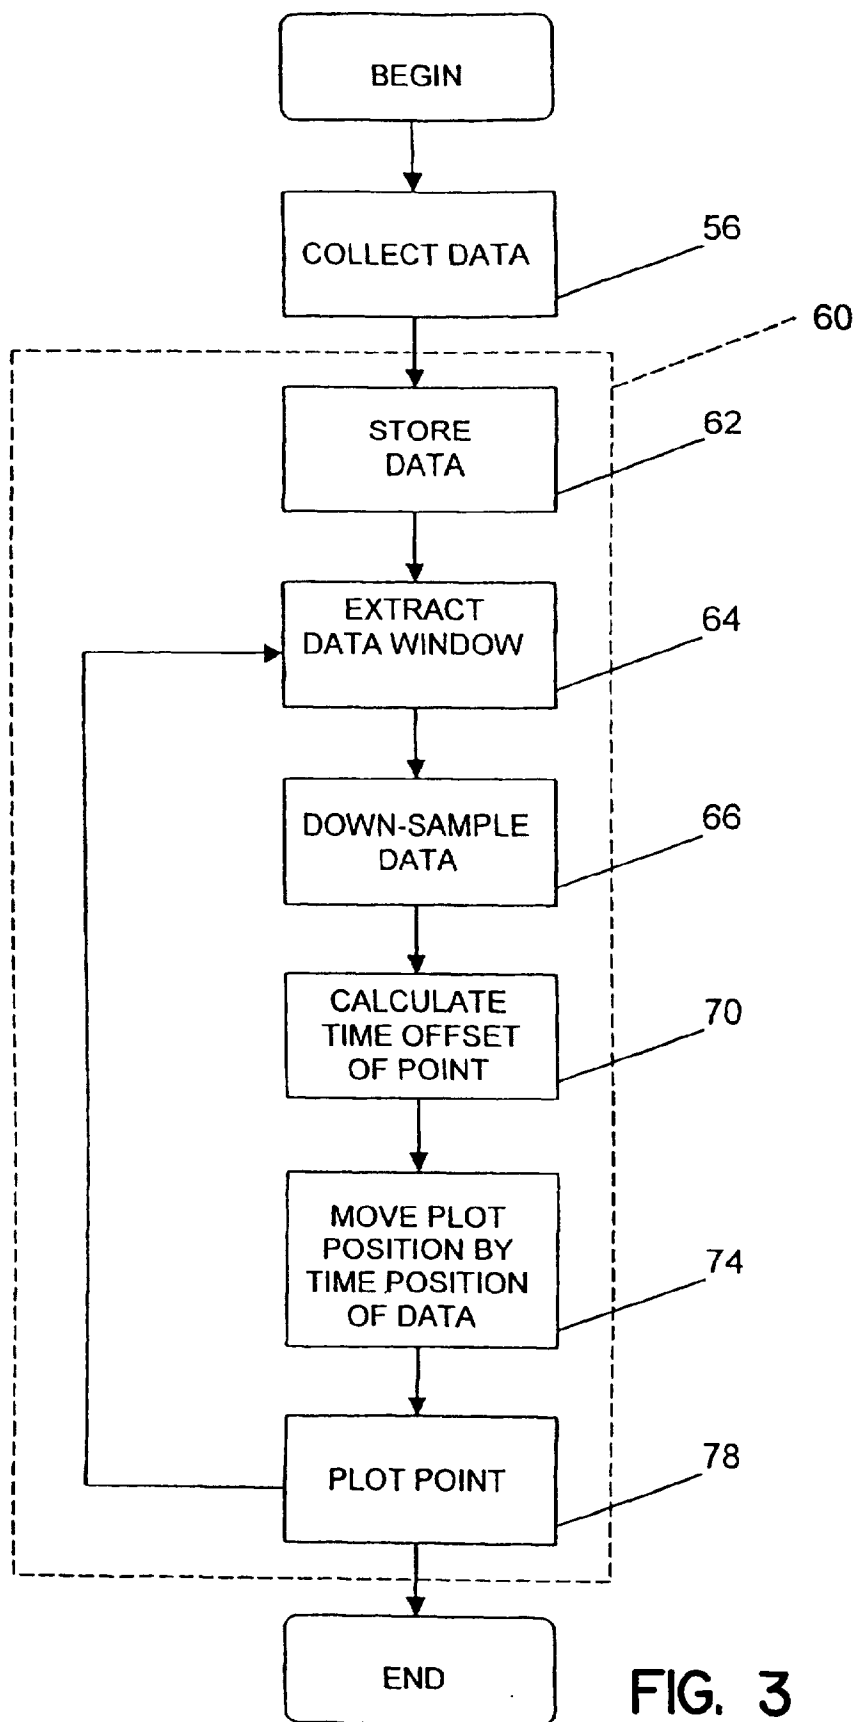 BEGIN
COLLECT DATA
56
60
STORE
DATA
62
EXTRACT
DATA WINDOW
64
DOWN-SAMPLE
DATA
66
CALCULATE
TIME OFFSET
OF POINT
70
MOVE PLOT
POSITION BY
TIME POSITION
OF DATA
74
PLOT POINT
78
END
FIG. 3